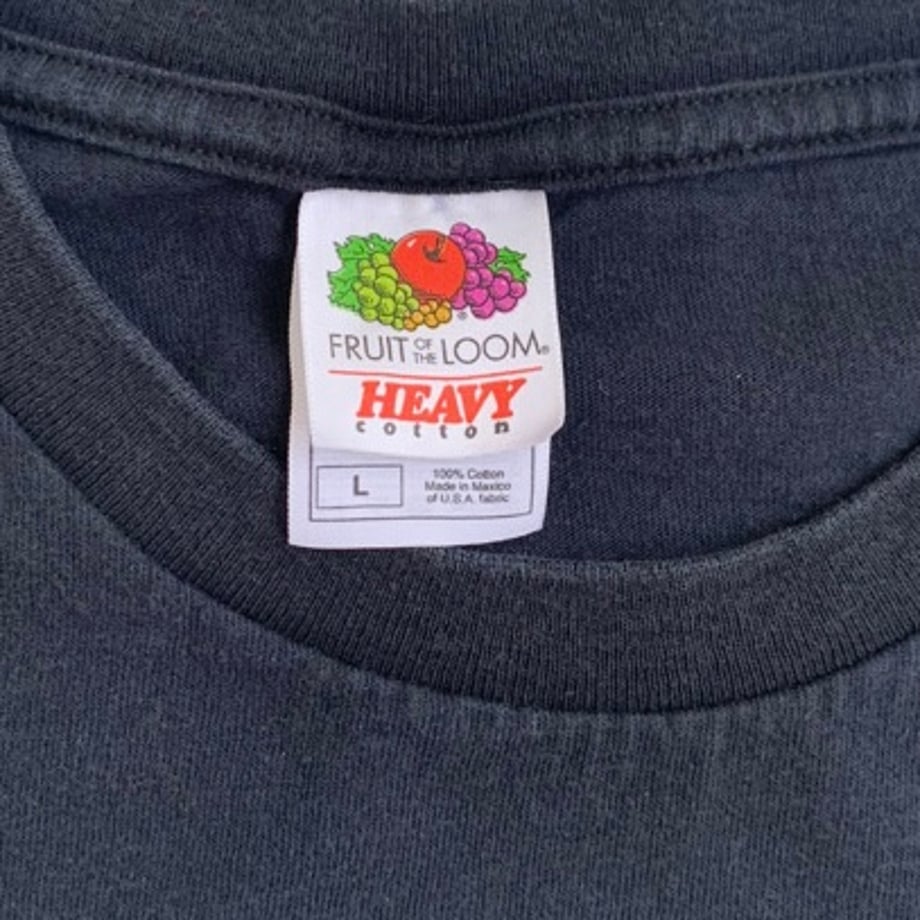 ®
FRUIT OF THE LOOM®
HEAVY
cotton
L
100% Cotton
Made in Mexico
of U.S.A. fabric